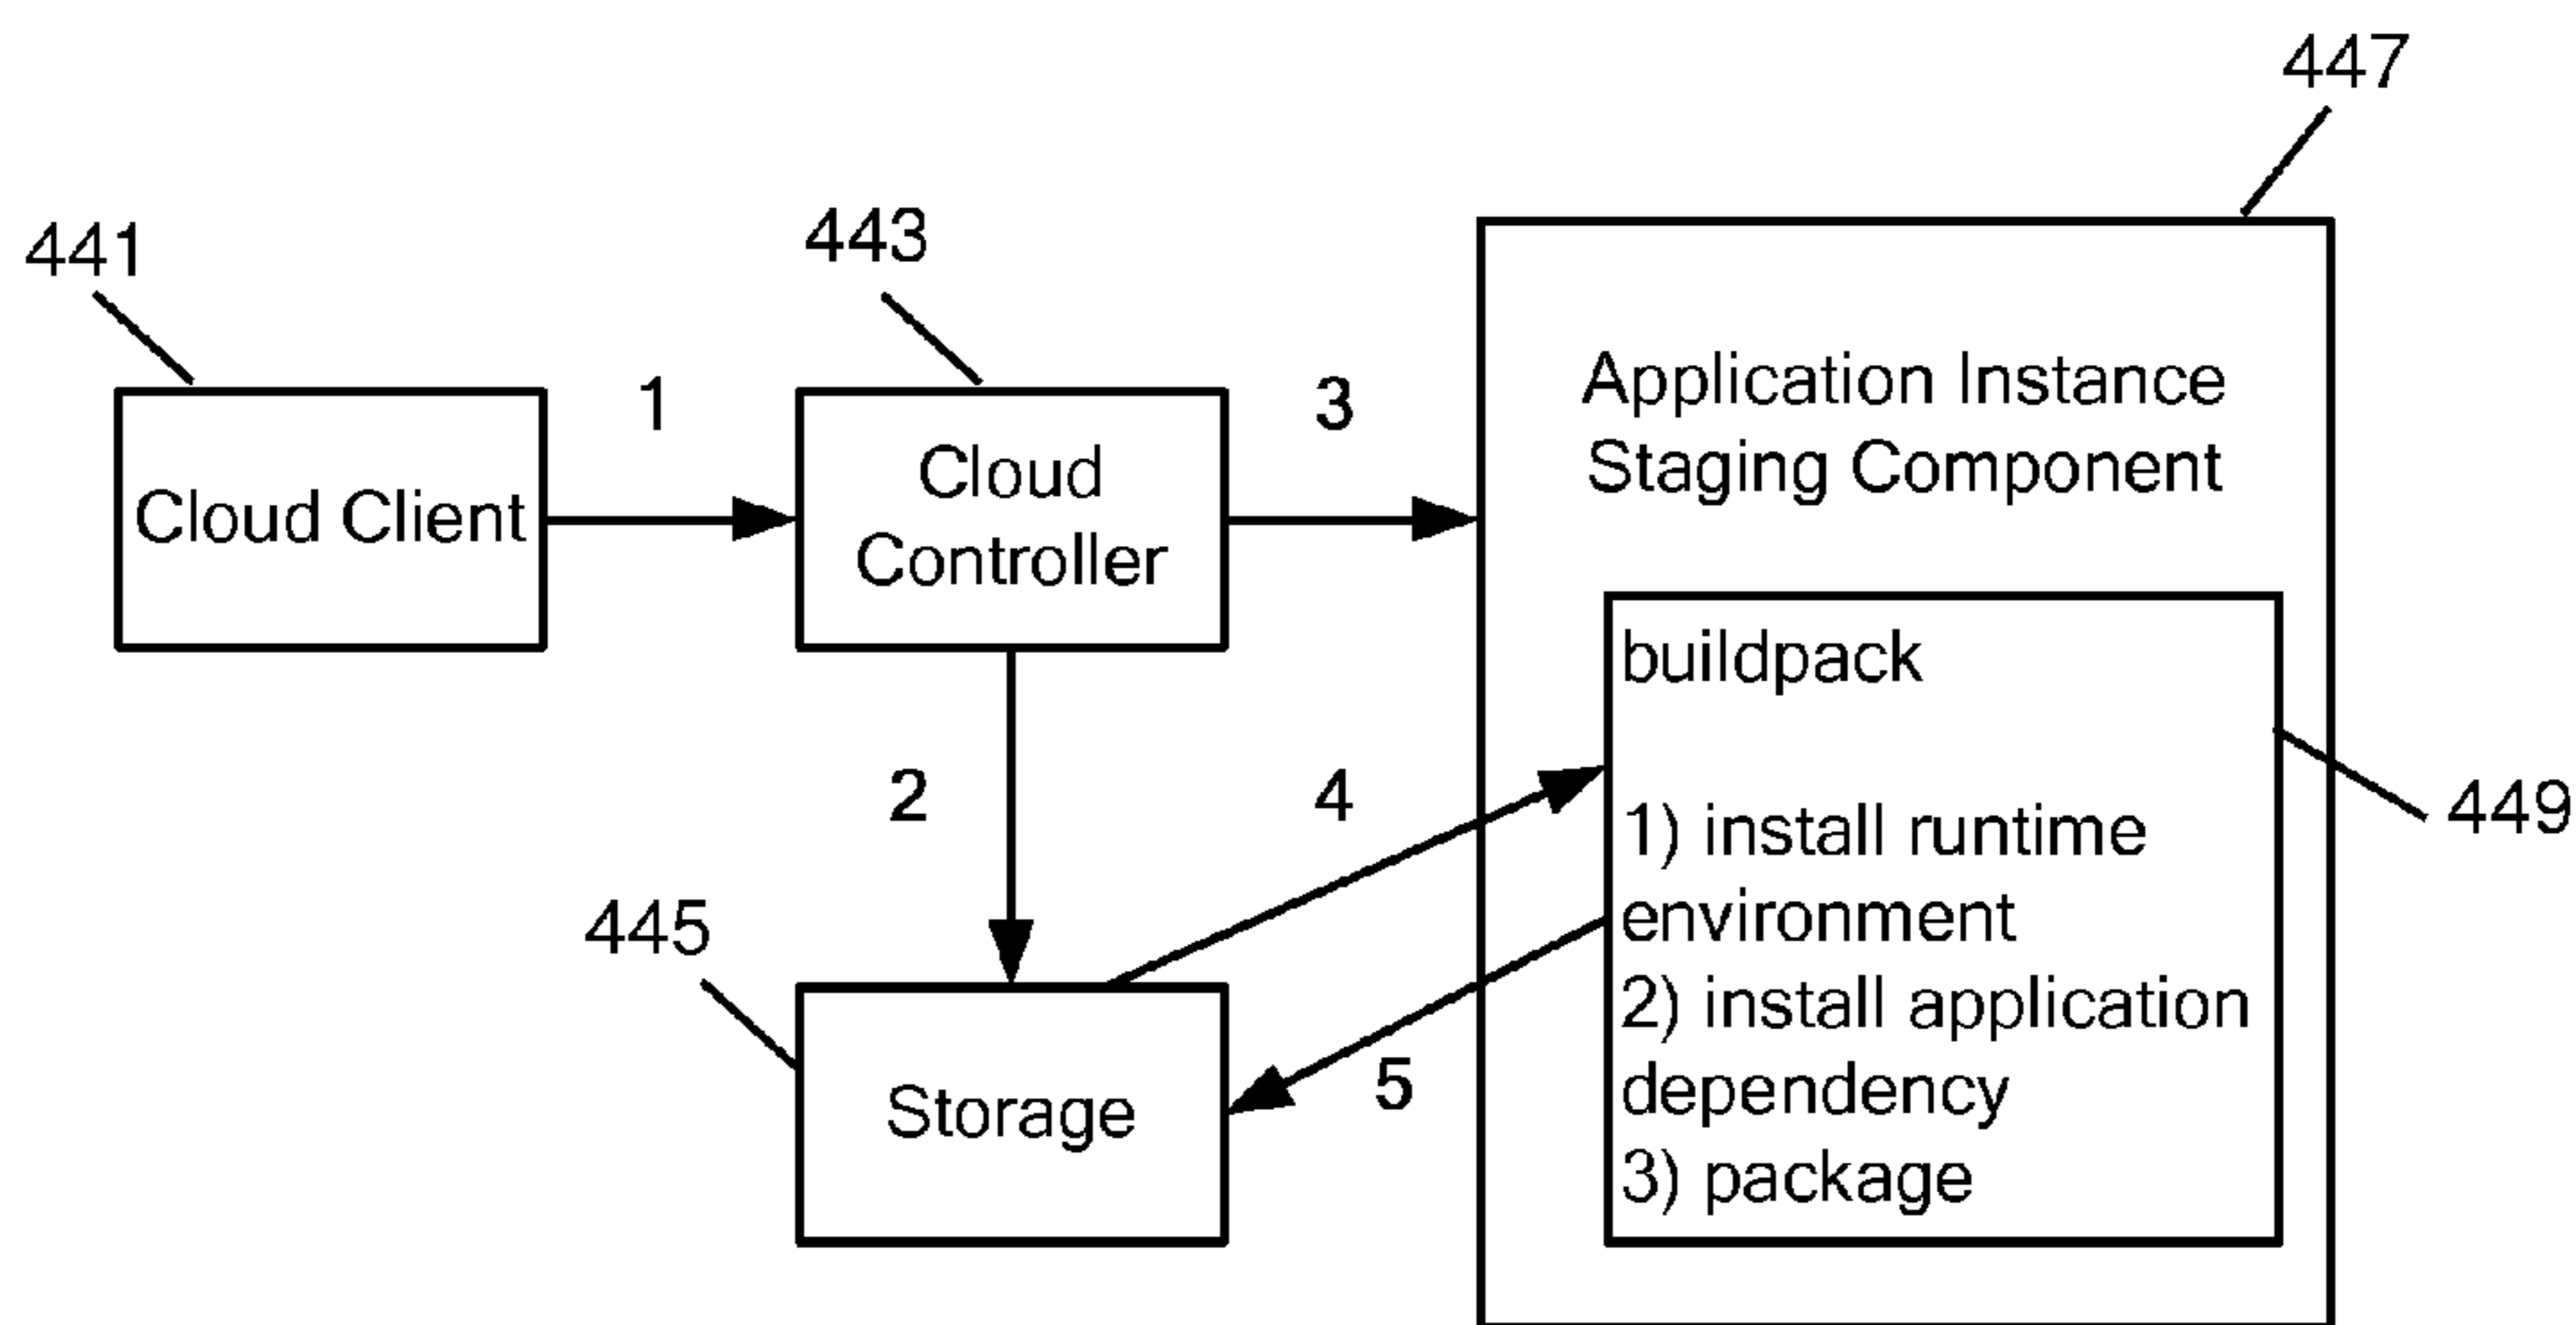 447
441
443
1
3
Application Instance
Staging Component
Cloud Client
Cloud
Controller
buildpack
2
4
449
1) install runtime
environment
445
2) install application
dependency
5
Storage
3) package